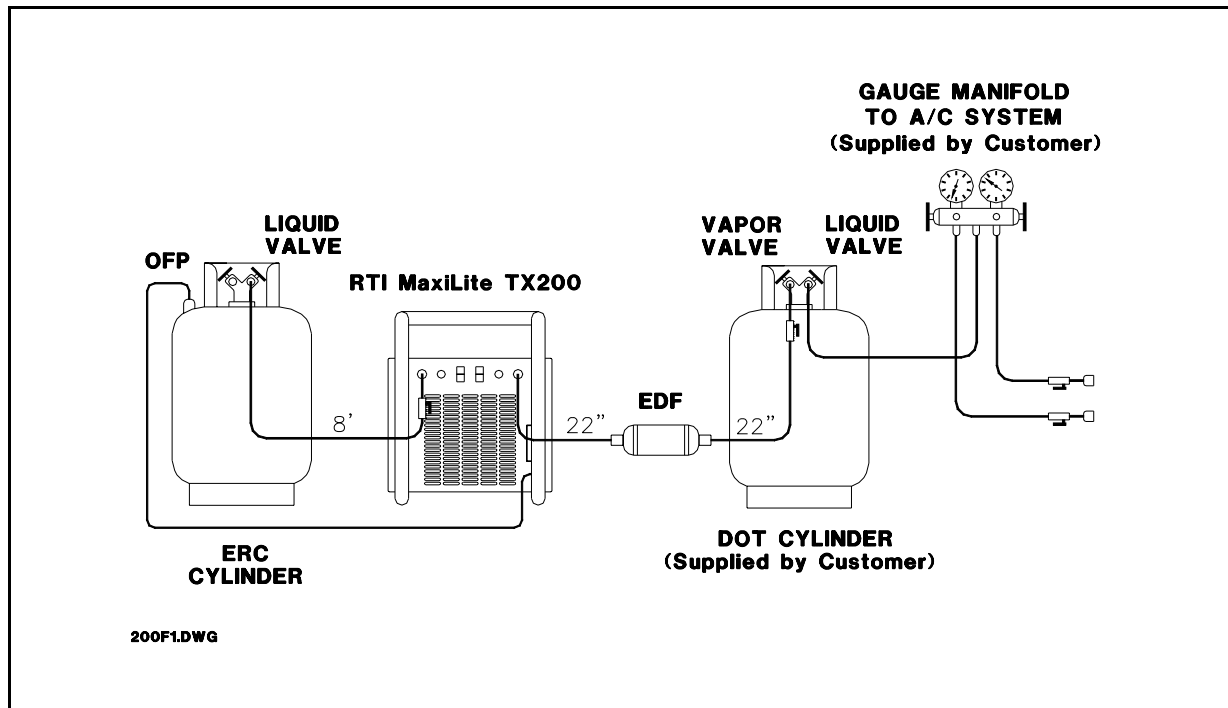 GAUGE MANIFOLD
TO A/C SYSTEM
(Supplied by Customer)
LIQUID
VALVE
OFP
RTI MaxiLite TX200
VAPOR
VALVE
LIQUID
VALVE
8'
22"
EDF
22"
ERC
CYLINDER
DOT CYLINDER
(Supplied by Customer)
200F1.DWG